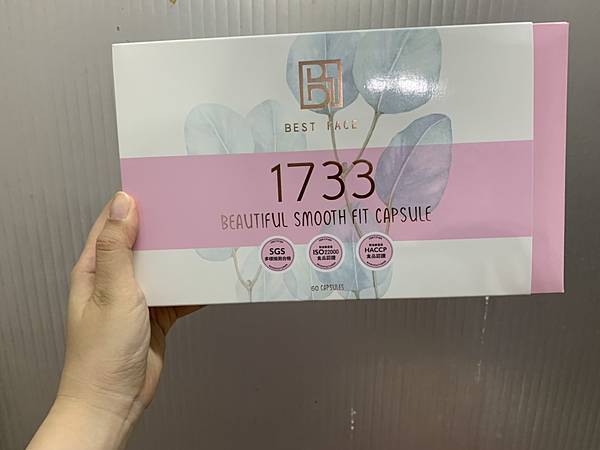 BEST FACE
1733
BEAUTIFUL SMOOTH FIT CAPSULE
SGS
ISO22000
食品認證
HACCP
食品認證
60 CAPSULES